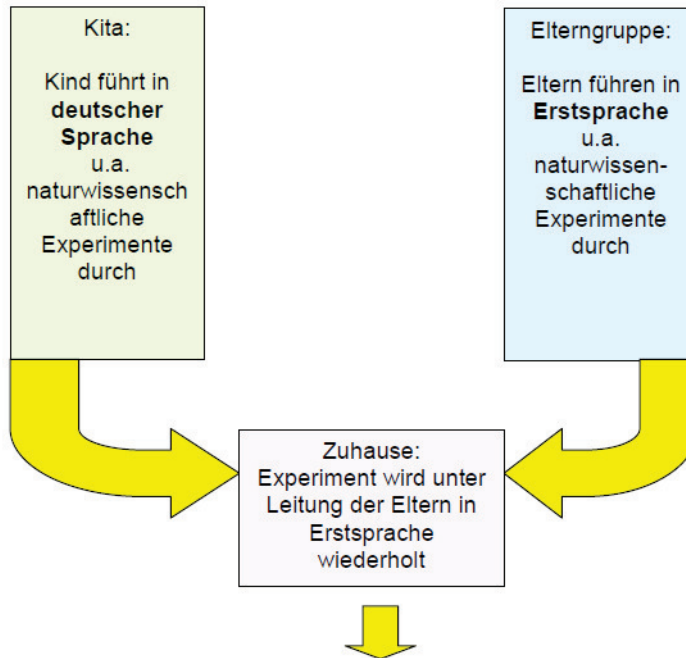 Kita:
Kind führt in
deutscher
Sprache
u.a.
naturwissensch
aftliche
Experimente
durch
Elterngruppe:
Eltern führen in
Erstsprache
u.a.
naturwissen-
schaftliche
Experimente
durch
Zuhause:
Experiment wird unter
Leitung der Eltern in
Erstsprache
wiederholt